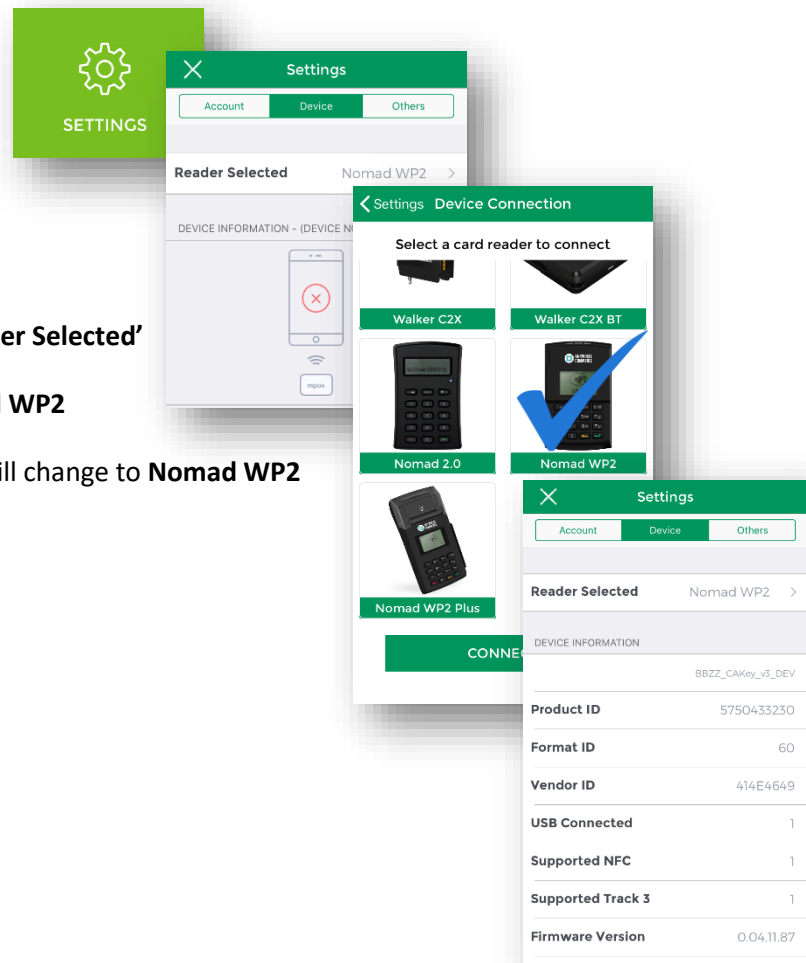 SETTINGS
Settings
Account Device Others
Reader Selected Nomad WP2 >
DEVICE INFORMATION - (DEVICE
mpos
er Selected’
WP2
ill change to Nomad WP2
Settings Device Connection
Select a card reader to connect
Walker C2X Walker C2X BT
Nomad 2.0 Nomad WP2
Nomad WP2 Plus
CONNE
Settings
Account Device Others
Reader Selected Nomad WP2 >
DEVICE INFORMATION
BBZZ_CAKey_v3_DEV
Product ID 5750433230
Format ID 60
Vendor ID 414E4649
USB Connected 1
Supported NFC 1
Supported Track 3 1
Firmware Version 0.04.11.87